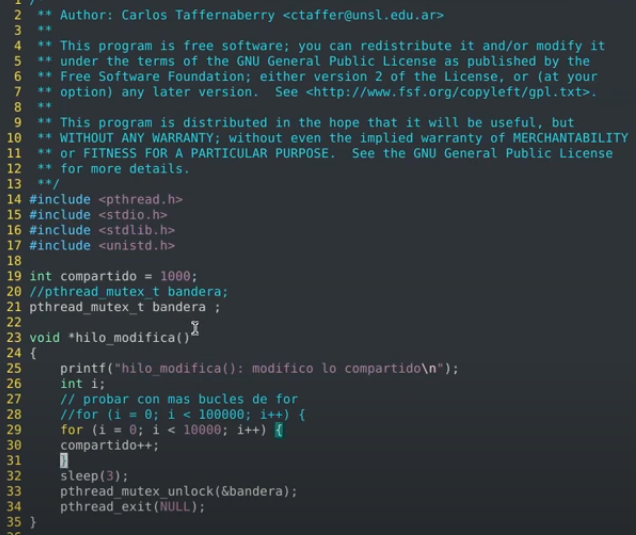 1 /
2 ** Author: Carlos Taffernaberry <ctaffer@unsl.edu.ar>
3 **
4 ** This program is free software; you can redistribute it and/or modify it
5 ** under the terms of the GNU General Public License as published by the
6 ** Free Software Foundation; either version 2 of the License, or (at your
7 ** option) any later version.  See <http://www.fsf.org/copyleft/gpl.txt>.
8 **
9 ** This program is distributed in the hope that it will be useful, but
10 ** WITHOUT ANY WARRANTY; without even the implied warranty of MERCHANTABILITY
11 ** or FITNESS FOR A PARTICULAR PURPOSE.  See the GNU General Public License
12 ** for more details.
13 **/
14 #include <pthread.h>
15 #include <stdio.h>
16 #include <stdlib.h>
17 #include <unistd.h>
18
19 int compartido = 1000;
20 //pthread_mutex_t bandera;
21 pthread_mutex_t bandera ;
22
23 void *hilo_modifica()
24 {
25     printf("hilo_modifica(): modifico lo compartido\n");
26     int i;
27     // probar con mas bucles de for
28     //for (i = 0; i < 100000; i++) {
29     for (i = 0; i < 10000; i++) {
30     compartido++;
31     }
32     sleep(3);
33     pthread_mutex_unlock(&bandera);
34     pthread_exit(NULL);
35 }